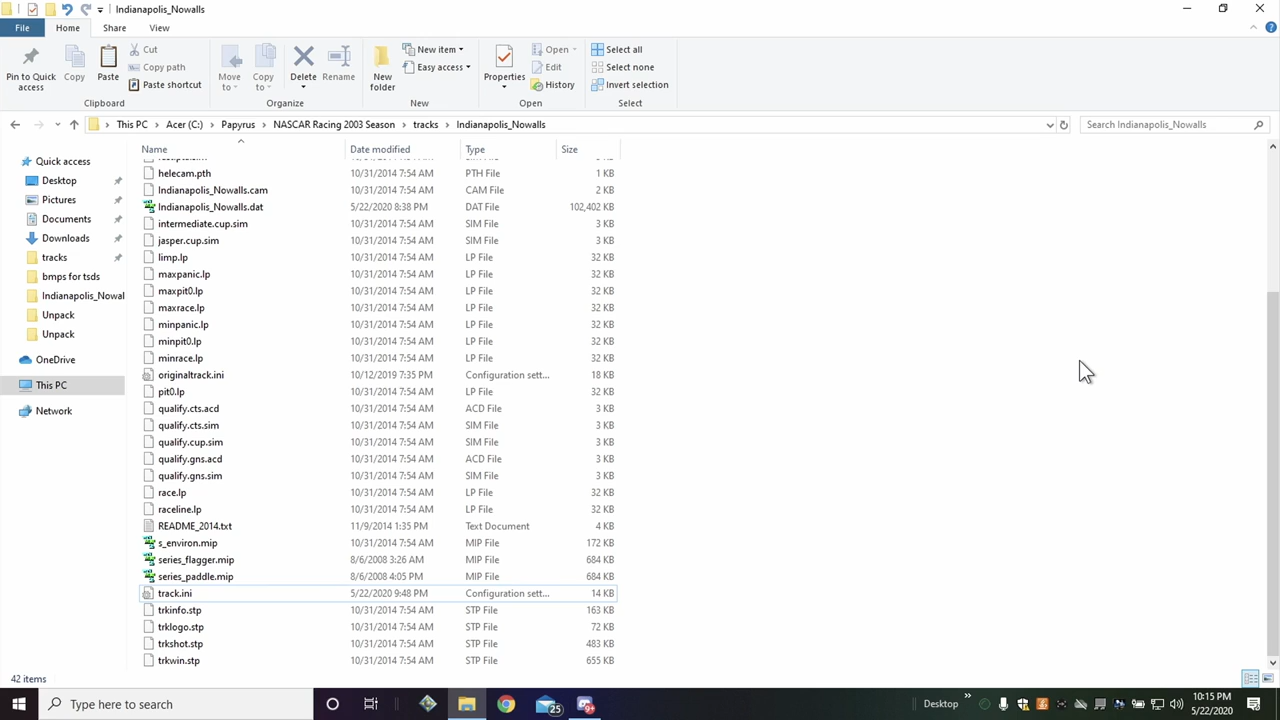 Indianapolis_Nowalls
File Home Share View
Pin to Quick access
Copy
Paste
Cut
Copy path
Paste shortcut
Clipboard
Move to
Copy to
Delete
Rename
Organize
New folder
New item
Easy access
New
Properties
Open
Edit
History
Open
Select all
Select none
Invert selection
Select
This PC > Acer (C:) > Papyrus > NASCAR Racing 2003 Season > tracks > Indianapolis_Nowalls
Search Indianapolis_Nowalls
Quick access
Desktop
Pictures
Documents
Downloads
tracks
bmps for tsds
Indianapolis_Nowal
Unpack
Unpack
OneDrive
This PC
Network
Name Date modified Type Size
helecam.pth 10/31/2014 7:54 AM PTH File 1 KB
Indianapolis_Nowalls.cam 10/31/2014 7:54 AM CAM File 2 KB
Indianapolis_Nowalls.dat 5/22/2020 8:38 PM DAT File 102,402 KB
intermediate.cup.sim 10/31/2014 7:54 AM SIM File 3 KB
jasper.cup.sim 10/31/2014 7:54 AM SIM File 3 KB
limp.lp 10/31/2014 7:54 AM LP File 32 KB
maxpanic.lp 10/31/2014 7:54 AM LP File 32 KB
maxpit0.lp 10/31/2014 7:54 AM LP File 32 KB
maxrace.lp 10/31/2014 7:54 AM LP File 32 KB
minpanic.lp 10/31/2014 7:54 AM LP File 32 KB
minpit0.lp 10/31/2014 7:54 AM LP File 32 KB
minrace.lp 10/31/2014 7:54 AM LP File 32 KB
originaltrack.ini 10/12/2019 7:35 PM Configuration sett... 18 KB
pit0.lp 10/31/2014 7:54 AM LP File 32 KB
qualify.cts.acd 10/31/2014 7:54 AM ACD File 3 KB
qualify.cts.sim 10/31/2014 7:54 AM SIM File 3 KB
qualify.cup.sim 10/31/2014 7:54 AM SIM File 3 KB
qualify.gns.acd 10/31/2014 7:54 AM ACD File 3 KB
qualify.gns.sim 10/31/2014 7:54 AM SIM File 3 KB
race.lp 10/31/2014 7:54 AM LP File 32 KB
raceline.lp 10/31/2014 7:54 AM LP File 32 KB
README_2014.txt 11/9/2014 1:35 PM Text Document 4 KB
s_environ.mip 10/31/2014 7:54 AM MIP File 172 KB
series_flagger.mip 8/6/2008 3:26 AM MIP File 684 KB
series_paddle.mip 8/6/2008 4:05 PM MIP File 684 KB
track.ini 5/22/2020 9:48 PM Configuration sett... 14 KB
trkinfo.stp 10/31/2014 7:54 AM STP File 163 KB
trklogo.stp 10/31/2014 7:54 AM STP File 72 KB
trkshot.stp 10/31/2014 7:54 AM STP File 483 KB
trkwin.stp 10/31/2014 7:54 AM STP File 655 KB
42 items
Type here to search
25
9+
Desktop
10:15 PM
5/22/2020